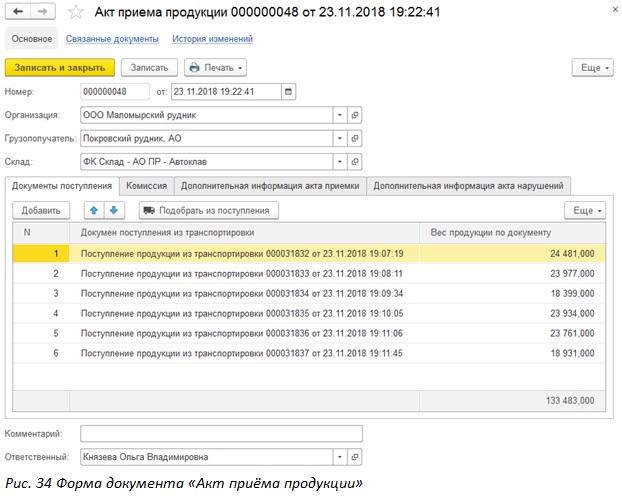 Акт приема продукции 000000048 от 23.11.2018 19:22:41
Основное Связанные документы История изменений
Записать и закрыть Записать Печать Еще
Номер: 000000048 от: 23.11.2018 19:22:41
Организация: ООО Маломырский рудник
Грузополучатель: Покровский рудник, АО
Склад: ФК Склад - АО ПР - Автоклав
Документы поступления Комиссия Дополнительная информация акта приемки Дополнительная информация акта нарушений
Добавить Подобрать из поступления Еще
N Докумен поступления из транспортировки Вес продукции по документу
1 Поступление продукции из транспортировки 000031832 от 23.11.2018 19:07:19 24 481,000
2 Поступление продукции из транспортировки 000031833 от 23.11.2018 19:08:11 23 977,000
3 Поступление продукции из транспортировки 000031834 от 23.11.2018 19:09:34 18 399,000
4 Поступление продукции из транспортировки 000031835 от 23.11.2018 19:10:05 23 934,000
5 Поступление продукции из транспортировки 000031836 от 23.11.2018 19:11:06 23 761,000
6 Поступление продукции из транспортировки 000031837 от 23.11.2018 19:11:45 18 931,000
133 483,000
Комментарий:
Ответственный: Князева Ольга Владимировна
Рис. 34 Форма документа «Акт приёма продукции»